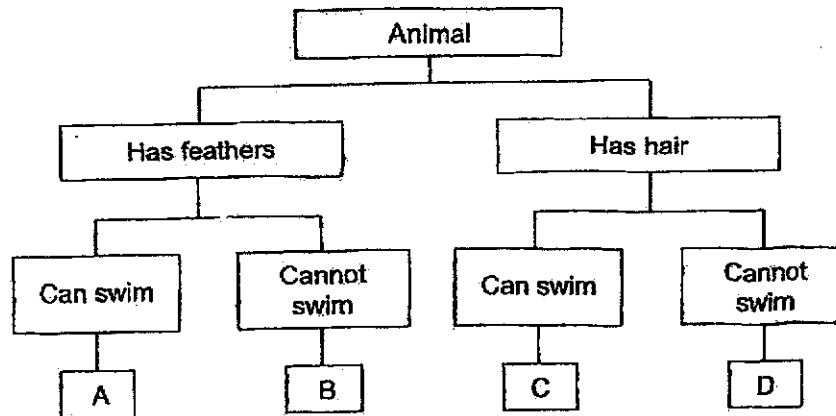 Animal
Has feathers
Has hair
Can swim
Cannot
swim
Can swim
Cannot
swim
A
B
C
D